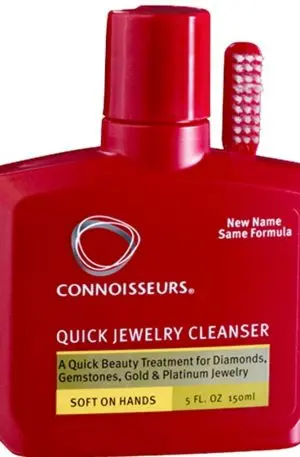 New Name
Same Formula
CONNOISSEURS®
QUICK JEWELRY CLEANSER
A Quick Beauty Treatment for Diamonds,
Gemstones, Gold & Platinum Jewelry
SOFT ON HANDS 5 FL. OZ 150ml